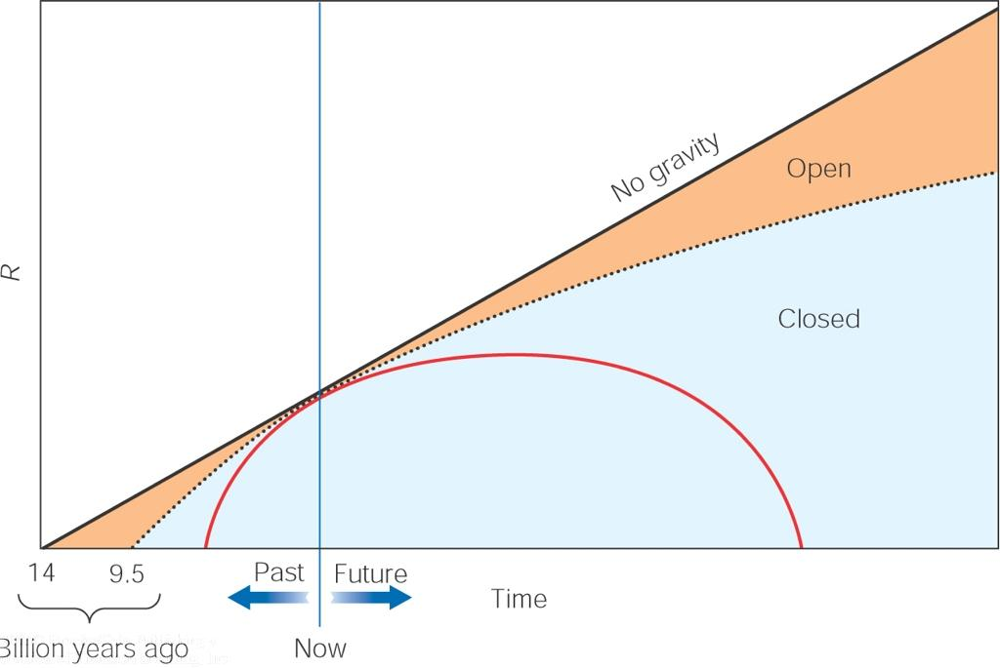 No gravity
Open
R
Closed
14
9.5
Past
Future
Time
Billion years ago
Now